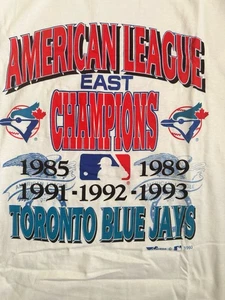 AMERICAN LEAGUE
EAST
CHAMPIONS
1985 1989
1991-1992-1993
TORONTO BLUE JAYS